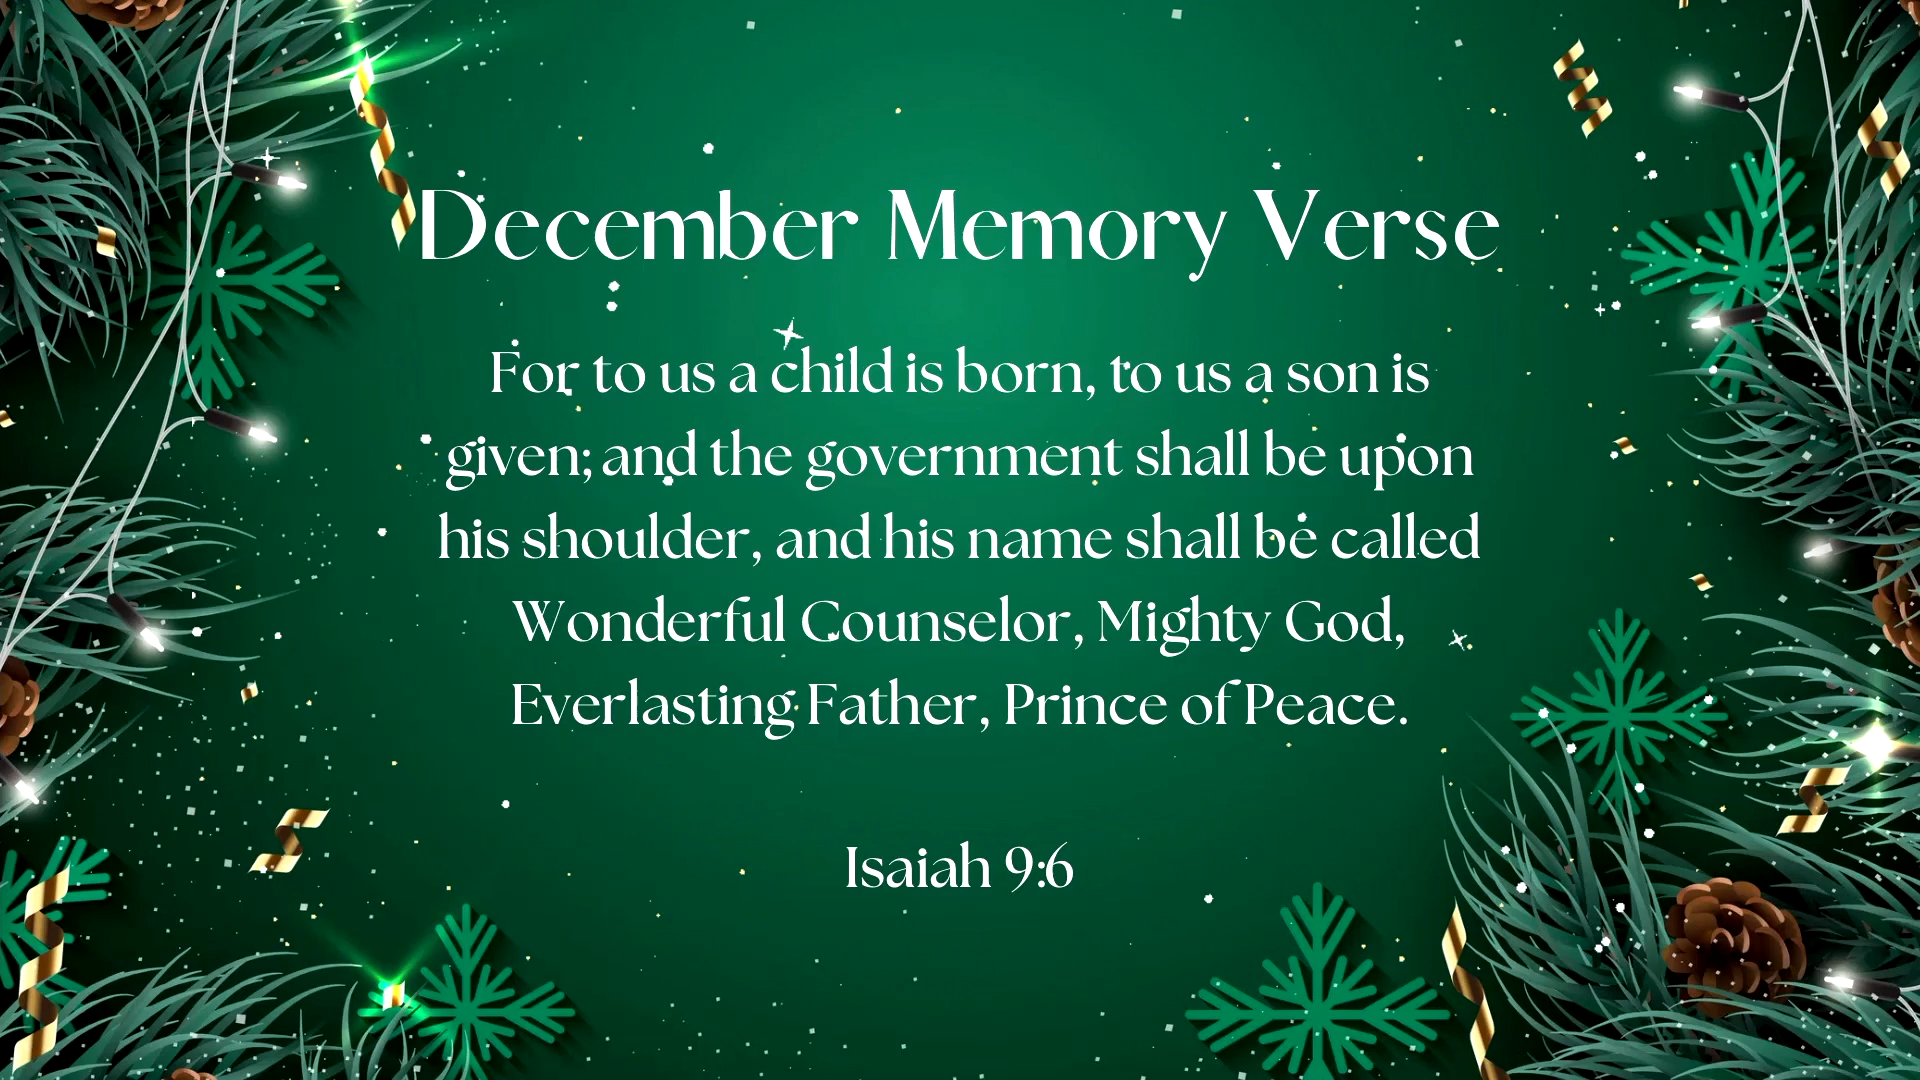 December Memory Verse
For to us a child is born, to us a son is
given; and the government shall be upon
his shoulder, and his name shall be called
Wonderful Counselor, Mighty God,
Everlasting Father, Prince of Peace.
Isaiah 9:6